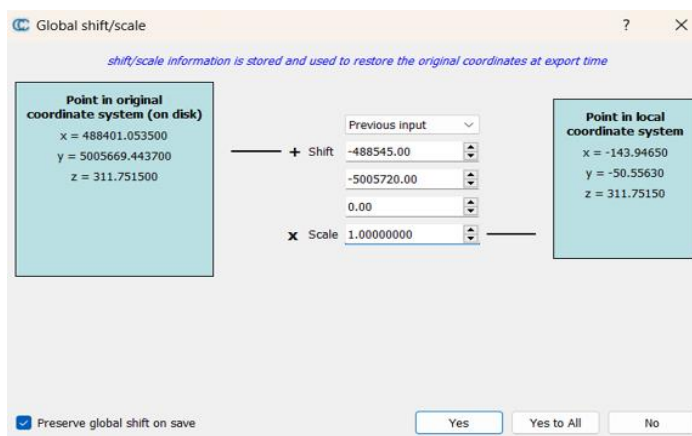 Global shift/scale
?
X
shift/scale information is stored and used to restore the original coordinates at export time
Point in original
coordinate system (on disk)
x = 488401.053500
y = 5005669.443700
z = 311.751500
Previous input
+ Shift -488545.00
-5005720.00
0.00
x Scale 1.00000000
Point in local
coordinate system
x = -143.94650
y = -50.55630
z = 311.75150
Preserve global shift on save
Yes
Yes to All
No